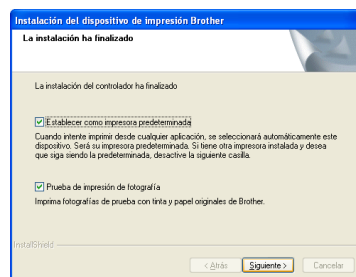 Instalación del dispositivo de impresión Brother
La instalación ha finalizado
La instalación del controlador ha finalizado
Establecer como impresora predeterminada
Cuando intente imprimir desde cualquier aplicación, se seleccionará automáticamente este
dispositivo. Será su impresora predeterminada. Si tiene otra impresora instalada y desea
que siga siendo la predeterminada, desactive la siguiente casilla.
Prueba de impresión de fotografía
Imprima fotografías de prueba con tinta y papel originales de Brother.
InstallShield
< Atrás Siguiente > Cancelar